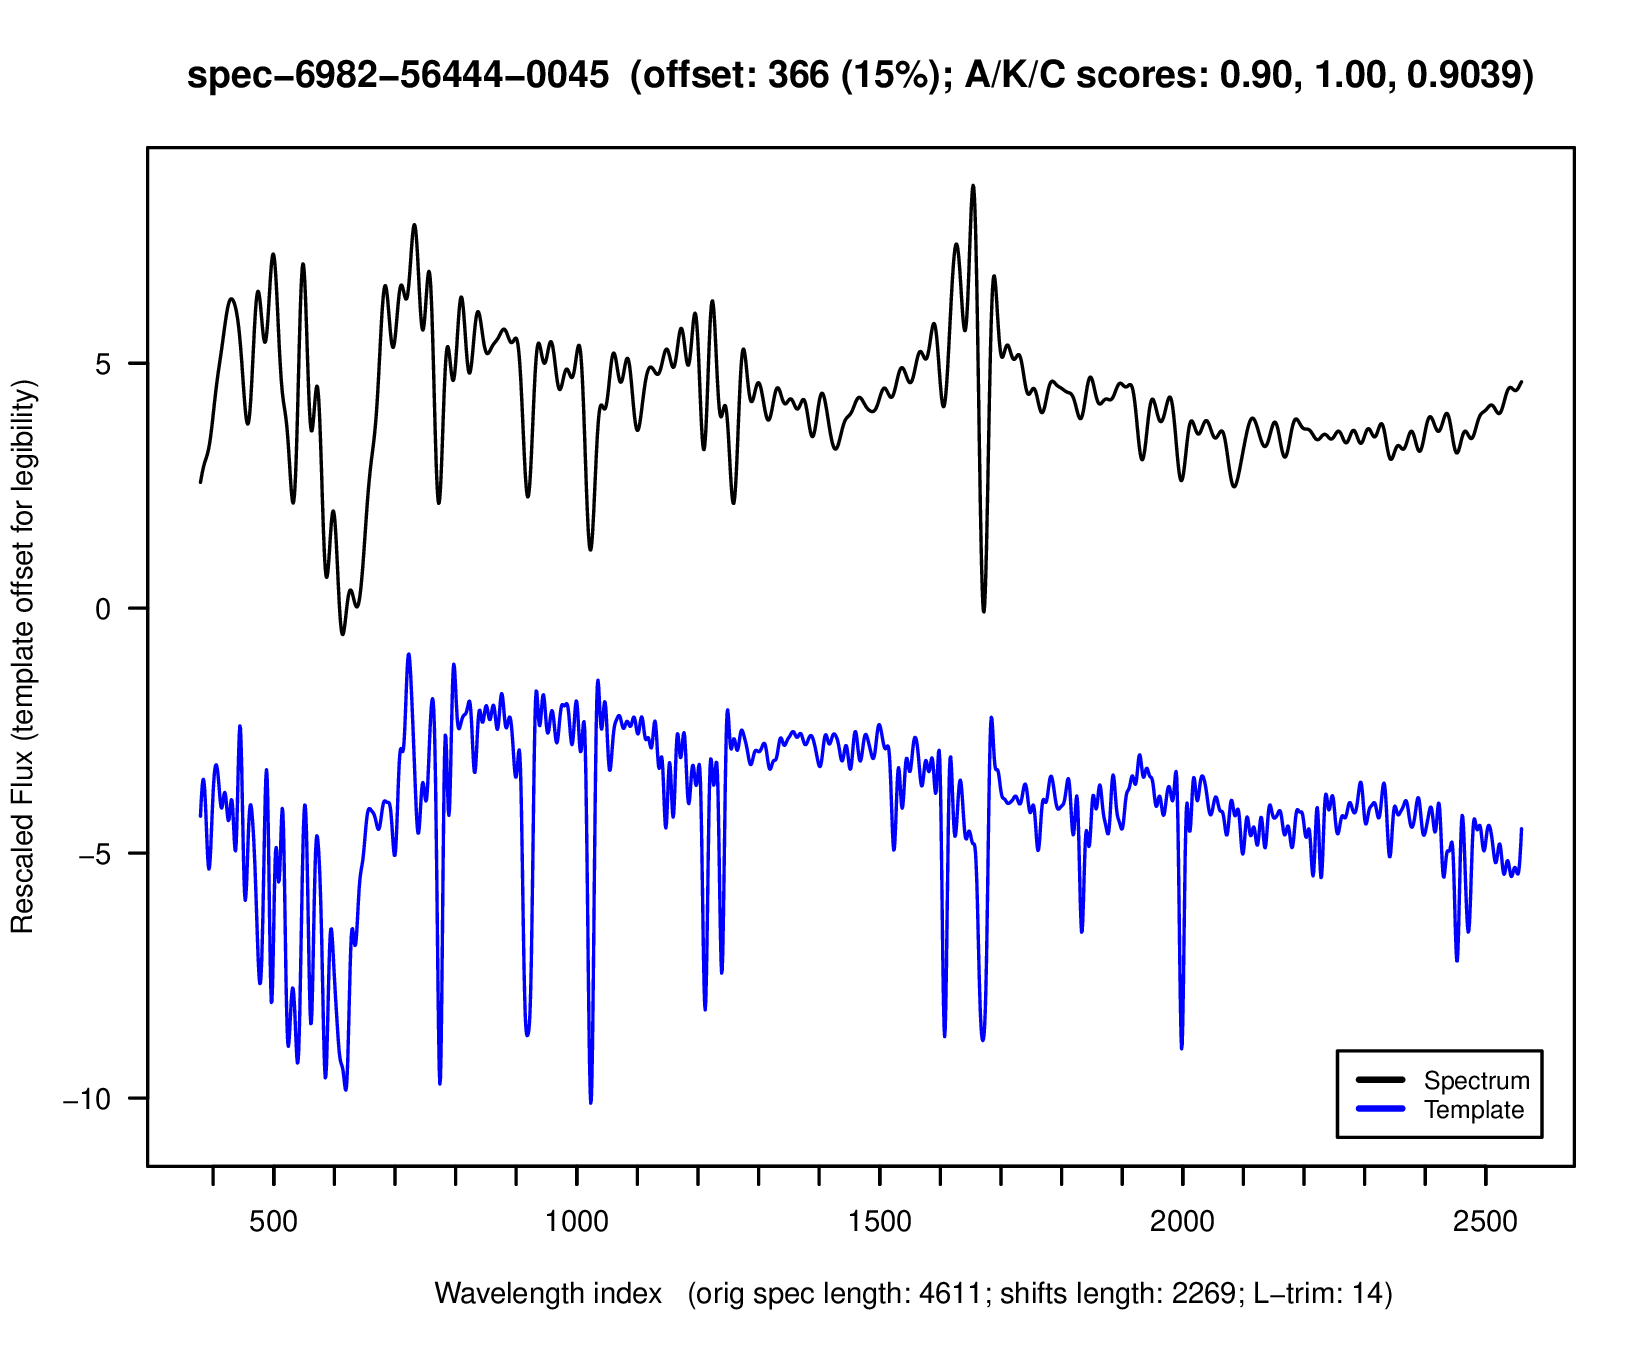 spec−6982−56444−0045 (offset: 366 (15%); A/K/C scores: 0.90, 1.00, 0.9039)
Rescaled Flux (template offset for legibility)
5
0
−5
−10
Spectrum
Template
500 1000 1500 2000 2500
Wavelength index (orig spec length: 4611; shifts length: 2269; L−trim: 14)